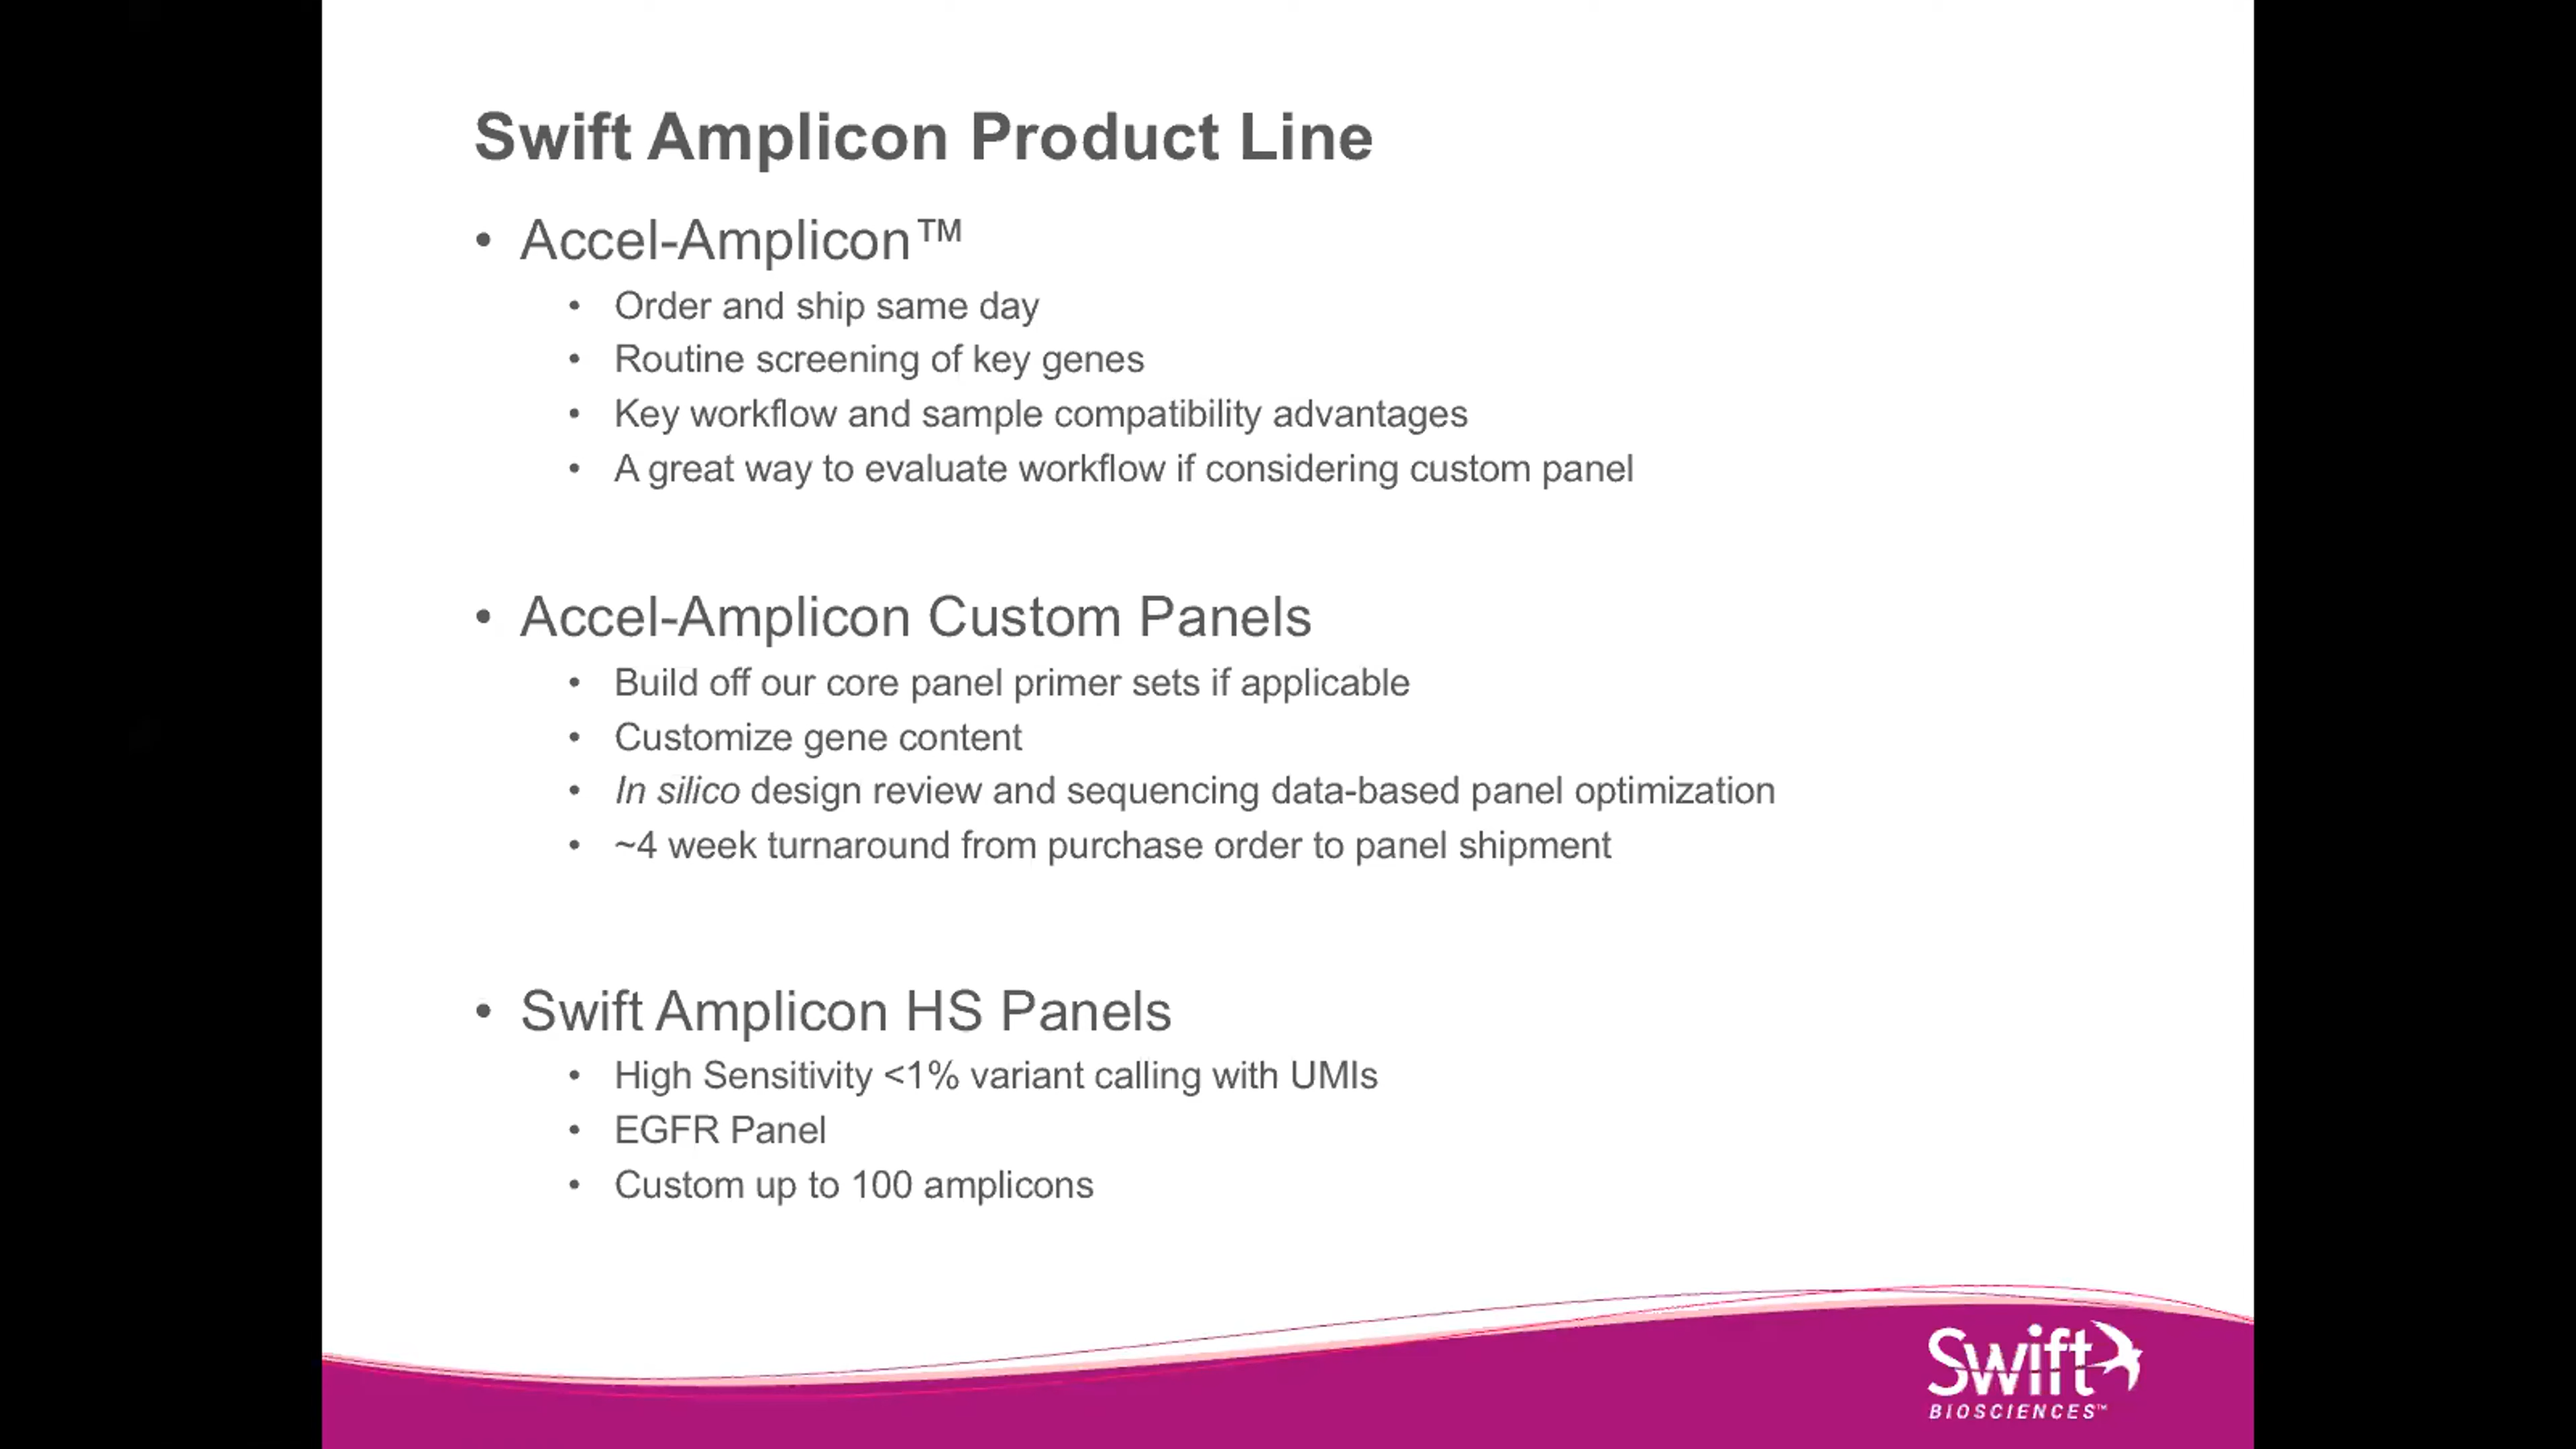 Swift Amplicon Product Line
• Accel-Amplicon™
• Order and ship same day
• Routine screening of key genes
• Key workflow and sample compatibility advantages
• A great way to evaluate workflow if considering custom panel
• Accel-Amplicon Custom Panels
• Build off our core panel primer sets if applicable
• Customize gene content
• In silico design review and sequencing data-based panel optimization
• ~4 week turnaround from purchase order to panel shipment
• Swift Amplicon HS Panels
• High Sensitivity <1% variant calling with UMIs
• EGFR Panel
• Custom up to 100 amplicons
Swift
BIOSCIENCES™